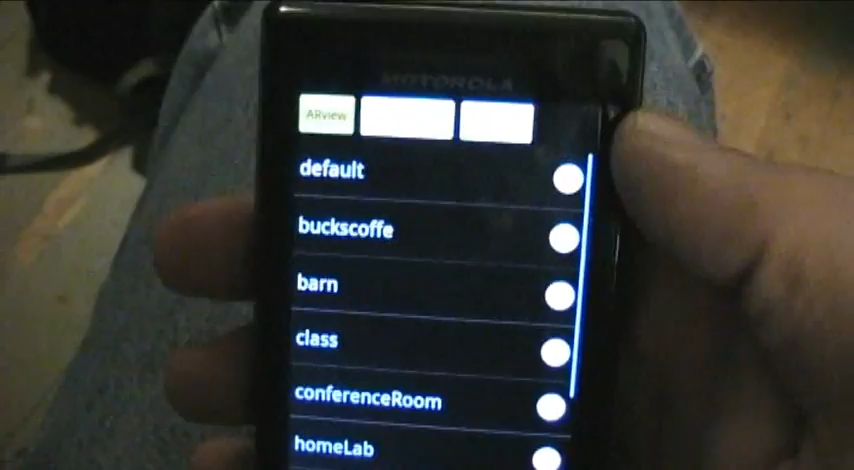 MOTOROLA
ARview
default
buckscoffe
barn
class
conferenceRoom
homeLab